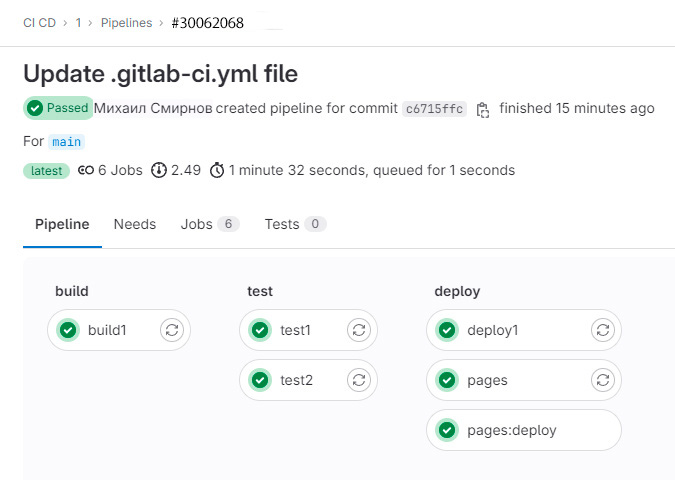 CI CD > 1 > Pipelines > #30062068
Update .gitlab-ci.yml file
Passed Михаил Смирнов created pipeline for commit c6715ffc finished 15 minutes ago
For main
latest 6 Jobs 2.49 1 minute 32 seconds, queued for 1 seconds
Pipeline Needs Jobs 6 Tests 0
build test deploy
build1 test1 deploy1
test2 pages
pages:deploy